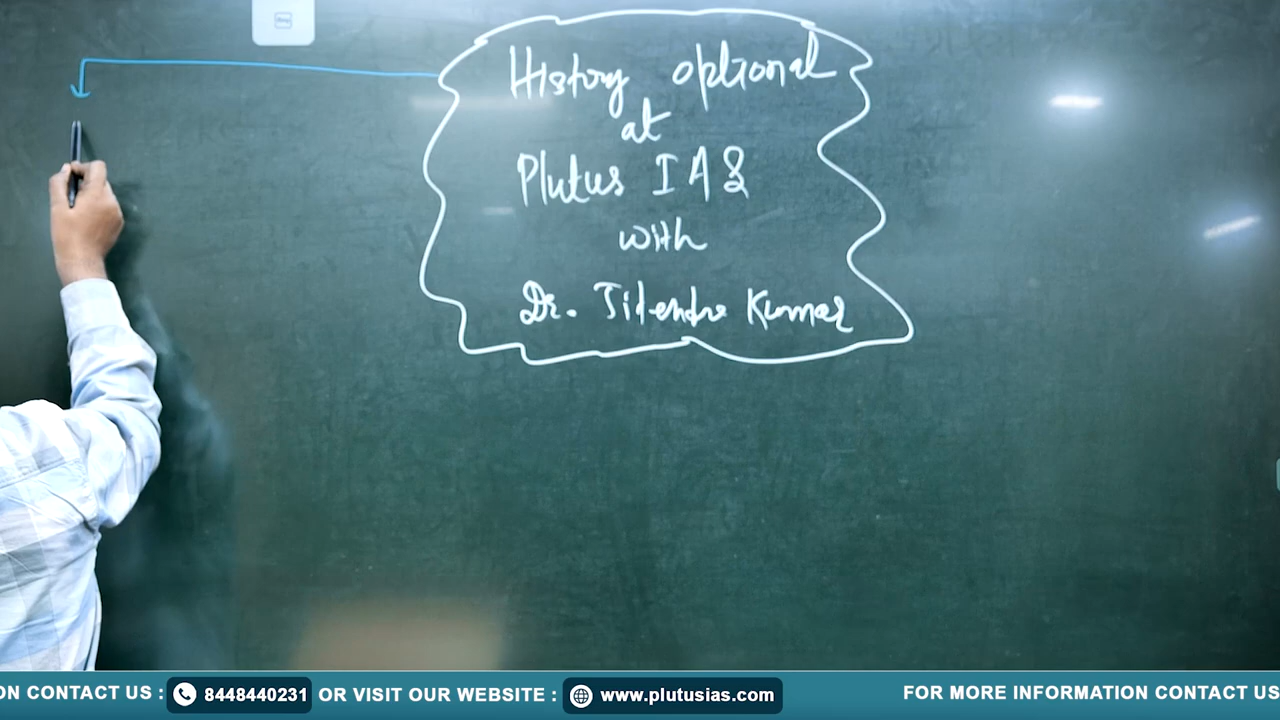 History optional
at
Plutus IAS
with
Dr. Jitendra Kumar
ON CONTACT US : 8448440231 OR VISIT OUR WEBSITE : www.plutusias.com FOR MORE INFORMATION CONTACT US